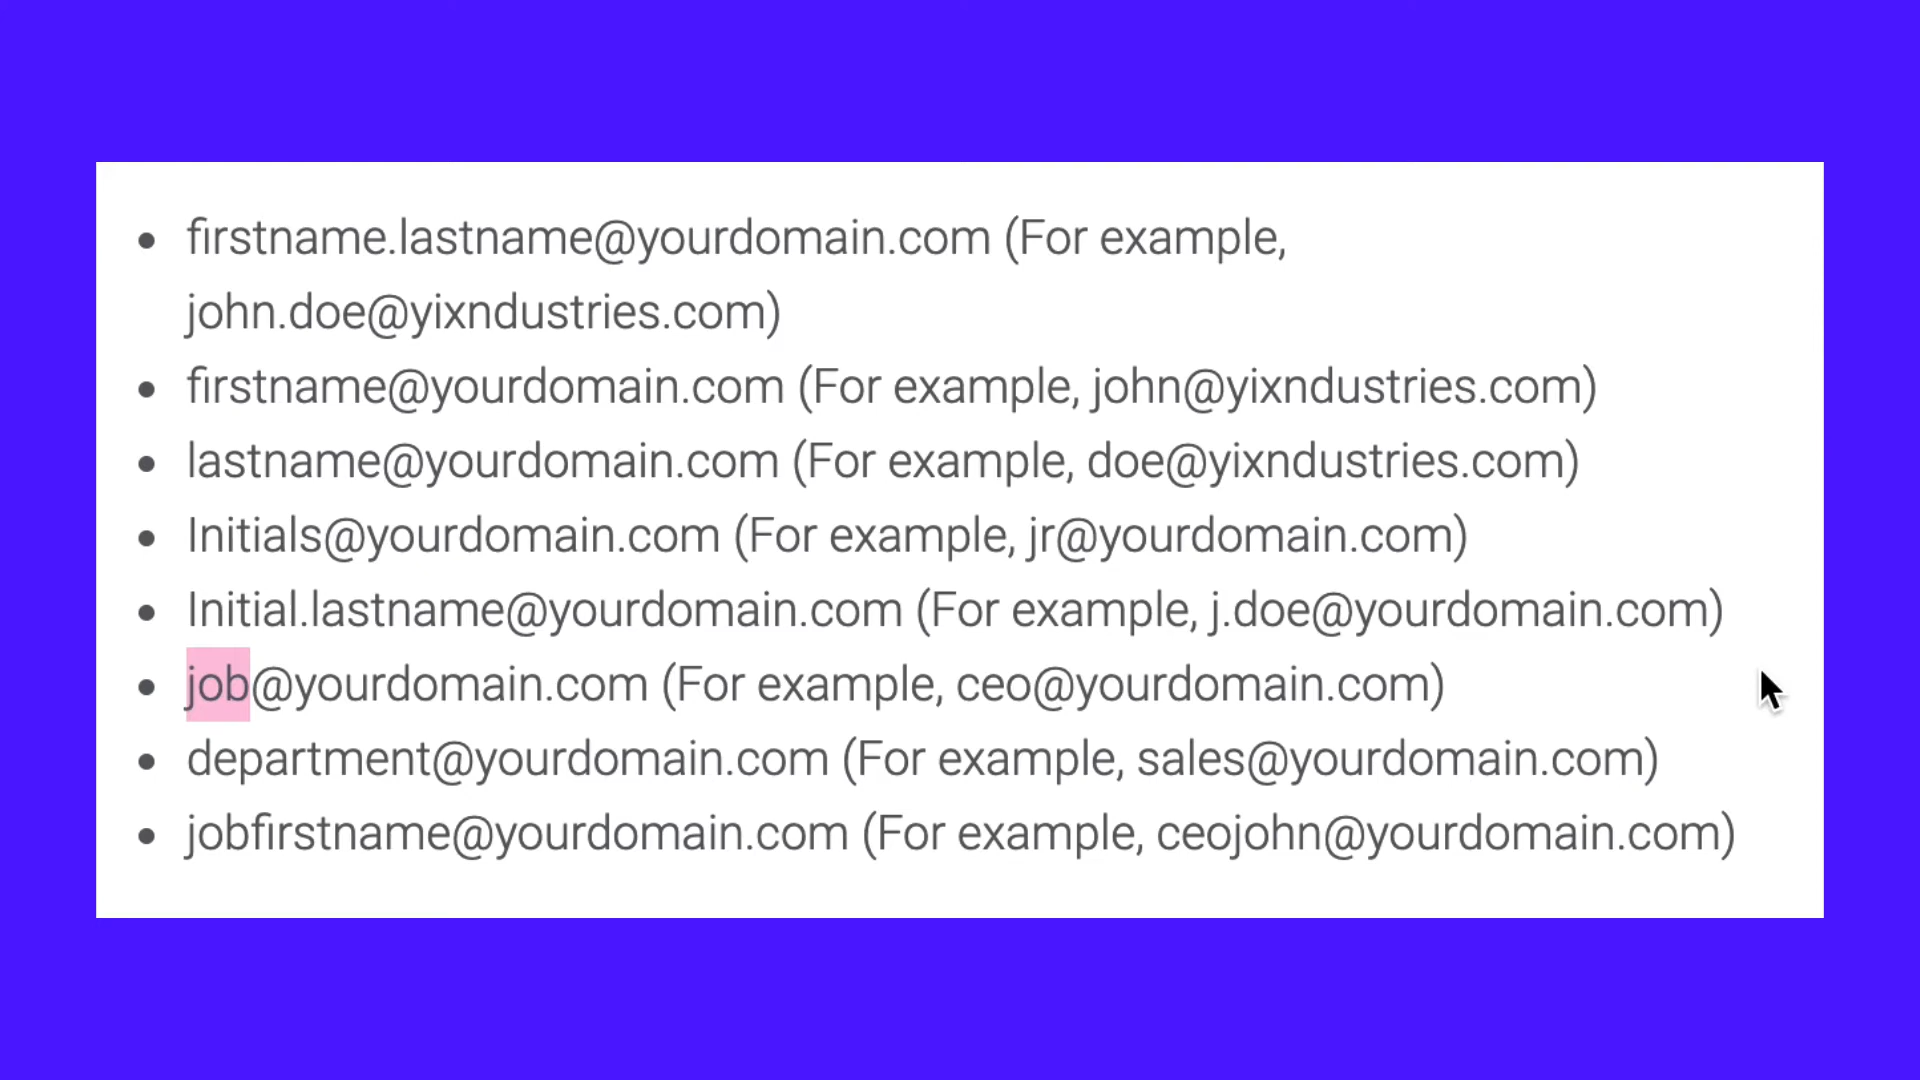 • firstname.lastname@yourdomain.com (For example,
john.doe@yixndustries.com)
• firstname@yourdomain.com (For example, john@yixndustries.com)
• lastname@yourdomain.com (For example, doe@yixndustries.com)
• Initials@yourdomain.com (For example, jr@yourdomain.com)
• Initial.lastname@yourdomain.com (For example, j.doe@yourdomain.com)
• job@yourdomain.com (For example, ceo@yourdomain.com)
• department@yourdomain.com (For example, sales@yourdomain.com)
• jobfirstname@yourdomain.com (For example, ceojohn@yourdomain.com)